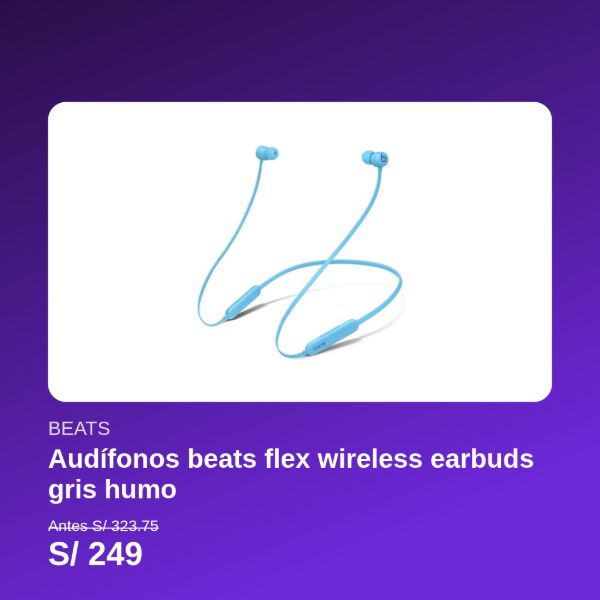 BEATS
Audífonos beats flex wireless earbuds
gris humo
Antes S/ 323.75
S/ 249